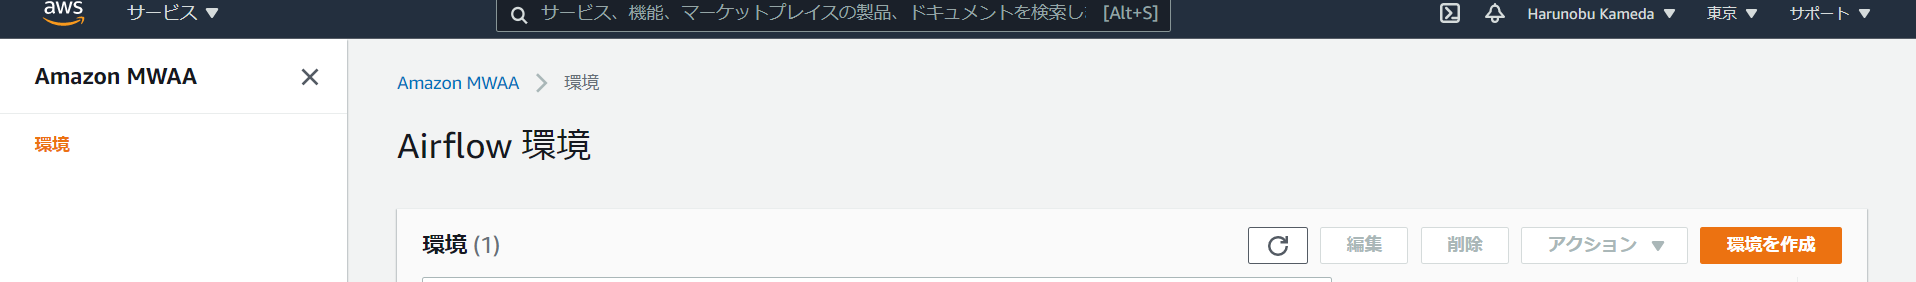 aws サービス ▼ サービス、機能、マーケットプレイスの製品、ドキュメントを検索し [Alt+S] Harunobu Kameda ▼ 東京 ▼ サポート ▼
Amazon MWAA
Amazon MWAA > 環境
環境
Airflow 環境
環境 (1) 編集 削除 アクション ▼ 環境を作成